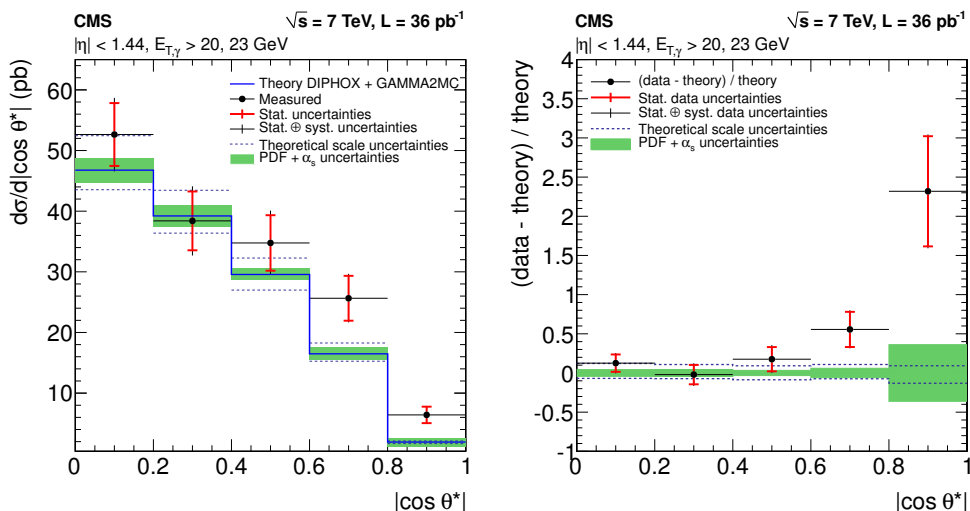 CMS √s = 7 TeV, L = 36 pb⁻¹
|η| < 1.44, E_T,γ > 20, 23 GeV
dσ/d|cos θ*| (pb)
60
50
40
30
20
10
Theory DIPHOX + GAMMA2MC
Measured
Stat. uncertainties
Stat. ⊕ syst. uncertainties
Theoretical scale uncertainties
PDF + α_s uncertainties
0 0.2 0.4 0.6 0.8 1
|cos θ*|
CMS √s = 7 TeV, L = 36 pb⁻¹
|η| < 1.44, E_T,γ > 20, 23 GeV
(data - theory) / theory
4
3.5
3
2.5
2
1.5
1
0.5
0
-0.5
-1
(data - theory) / theory
Stat. data uncertainties
Stat. ⊕ syst. data uncertainties
Theoretical scale uncertainties
PDF + α_s uncertainties
0 0.2 0.4 0.6 0.8 1
|cos θ*|